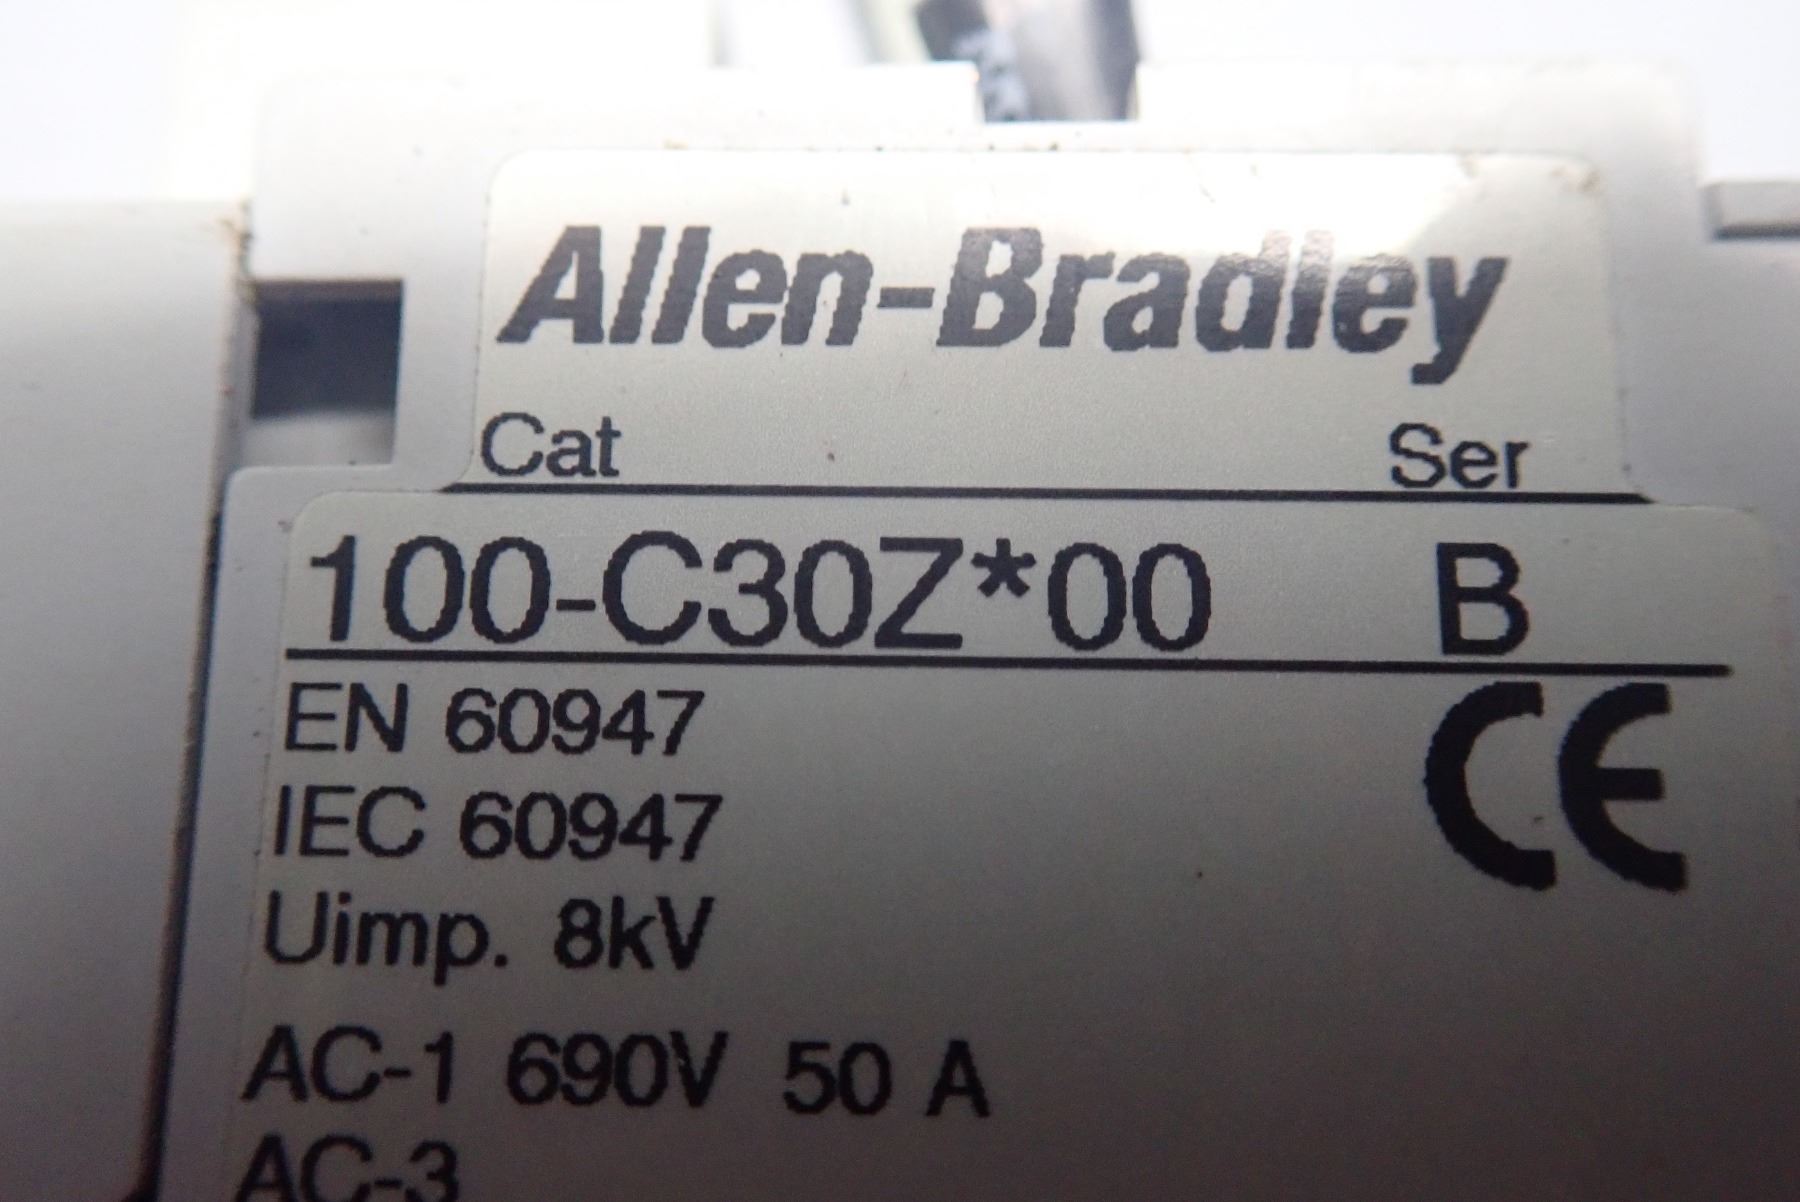 Allen-Bradley
Cat Ser
100-C30Z*00 B
EN 60947 CE
IEC 60947
Uimp. 8kV
AC-1 690V 50 A
AC-3